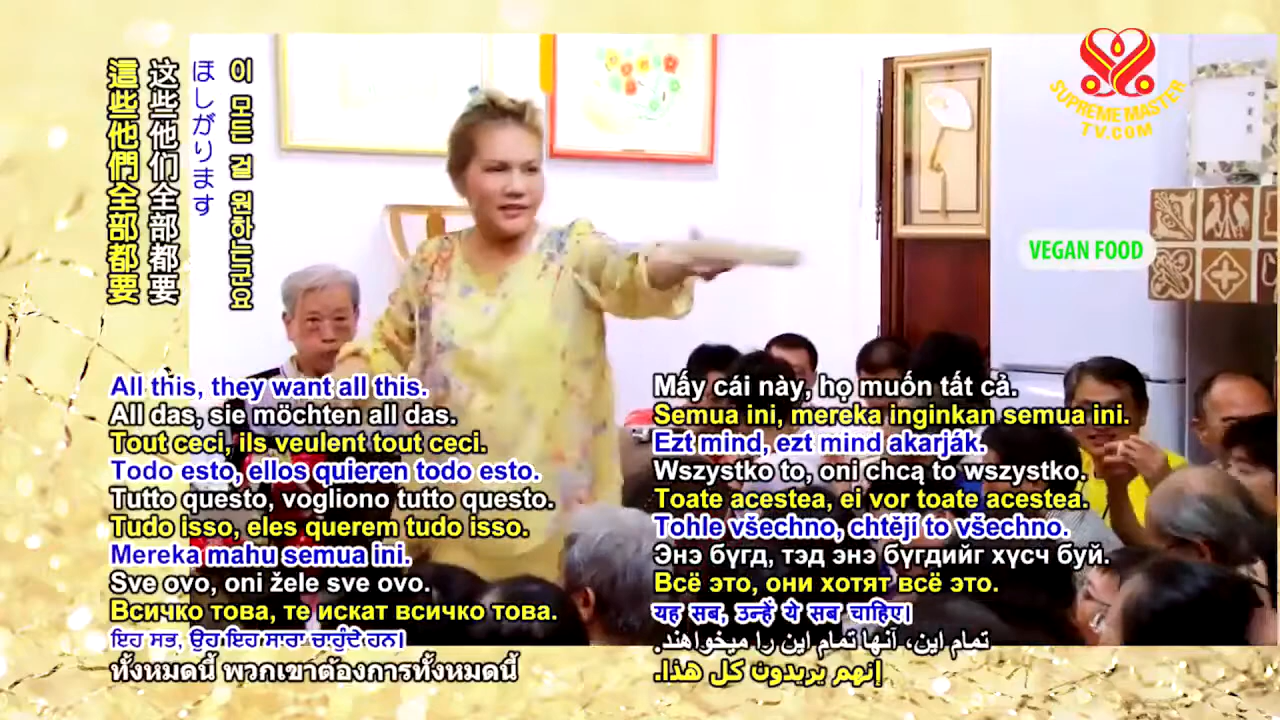 這些他們全部都要
这些他们全部都要
ほしがります
이 모든 걸 원하는군요
SUPREME MASTER
TV.COM
VEGAN FOOD
All this, they want all this.
All das, sie möchten all das.
Tout ceci, ils veulent tout ceci.
Todo esto, ellos quieren todo esto.
Tutto questo, vogliono tutto questo.
Tudo isso, eles querem tudo isso.
Mereka mahu semua ini.
Sve ovo, oni žele sve ovo.
Всичко това, те искат всичко това.
ਇਹ ਸਭ, ਉਹ ਇਹ ਸਾਰਾ ਚਾਹੁੰਦੇ ਹਨ।
ทั้งหมดนี้ พวกเขาต้องการทั้งหมดนี้
Mấy cái này, họ muốn tất cả.
Semua ini, mereka inginkan semua ini.
Ezt mind, ezt mind akarják.
Wszystko to, oni chcą to wszystko.
Toate acestea, ei vor toate acestea.
Tohle všechno, chtějí to všechno.
Энэ бүгд, тэд энэ бүгдийг хүсч буй.
Всё это, они хотят всё это.
यह सब, उन्हें ये सब चाहिए।
تمام این، آنها تمام این را میخواهند.
إنهم يريدون كل هذا.